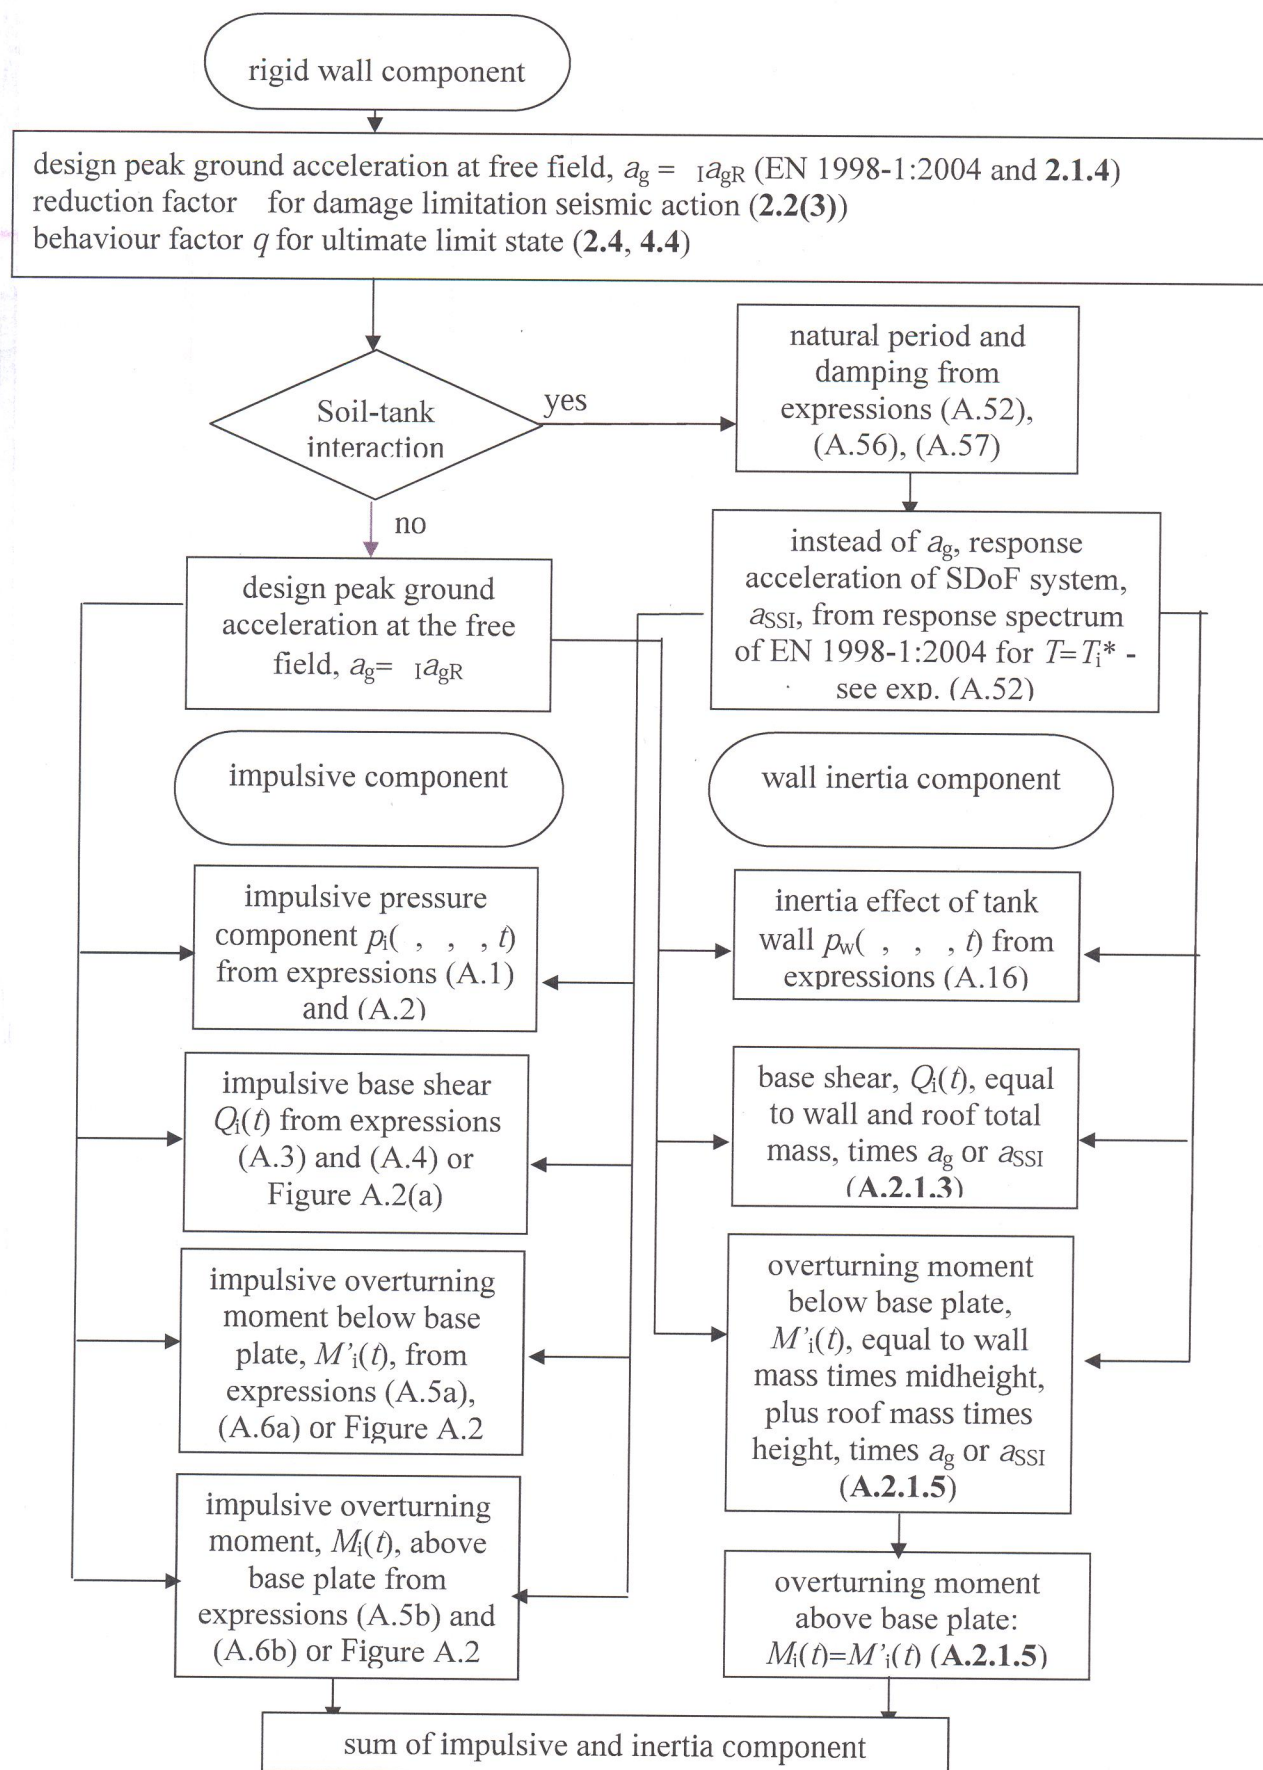 rigid wall component
design peak ground acceleration at free field, ag = IagR (EN 1998-1:2004 and 2.1.4)
reduction factor for damage limitation seismic action (2.2(3))
behaviour factor q for ultimate limit state (2.4, 4.4)
natural period and
damping from
expressions (A.52),
(A.56), (A.57)
Soil-tank
interaction
yes
no
instead of ag, response
acceleration of SDoF system,
aSSI, from response spectrum
of EN 1998-1:2004 for T=Ti* -
see exp. (A.52)
design peak ground
acceleration at the free
field, ag= IagR
impulsive component
wall inertia component
impulsive pressure
component pi( , , , t)
from expressions (A.1)
and (A.2)
inertia effect of tank
wall pw( , , , t) from
expressions (A.16)
impulsive base shear
Qi(t) from expressions
(A.3) and (A.4) or
Figure A.2(a)
base shear, Qi(t), equal
to wall and roof total
mass, times ag or aSSI
(A.2.1.3)
impulsive overturning
moment below base
plate, M’i(t), from
expressions (A.5a),
(A.6a) or Figure A.2
overturning moment
below base plate,
M’i(t), equal to wall
mass times midheight,
plus roof mass times
height, times ag or aSSI
(A.2.1.5)
impulsive overturning
moment, Mi(t), above
base plate from
expressions (A.5b) and
(A.6b) or Figure A.2
overturning moment
above base plate:
Mi(t)=M’i(t) (A.2.1.5)
sum of impulsive and inertia component